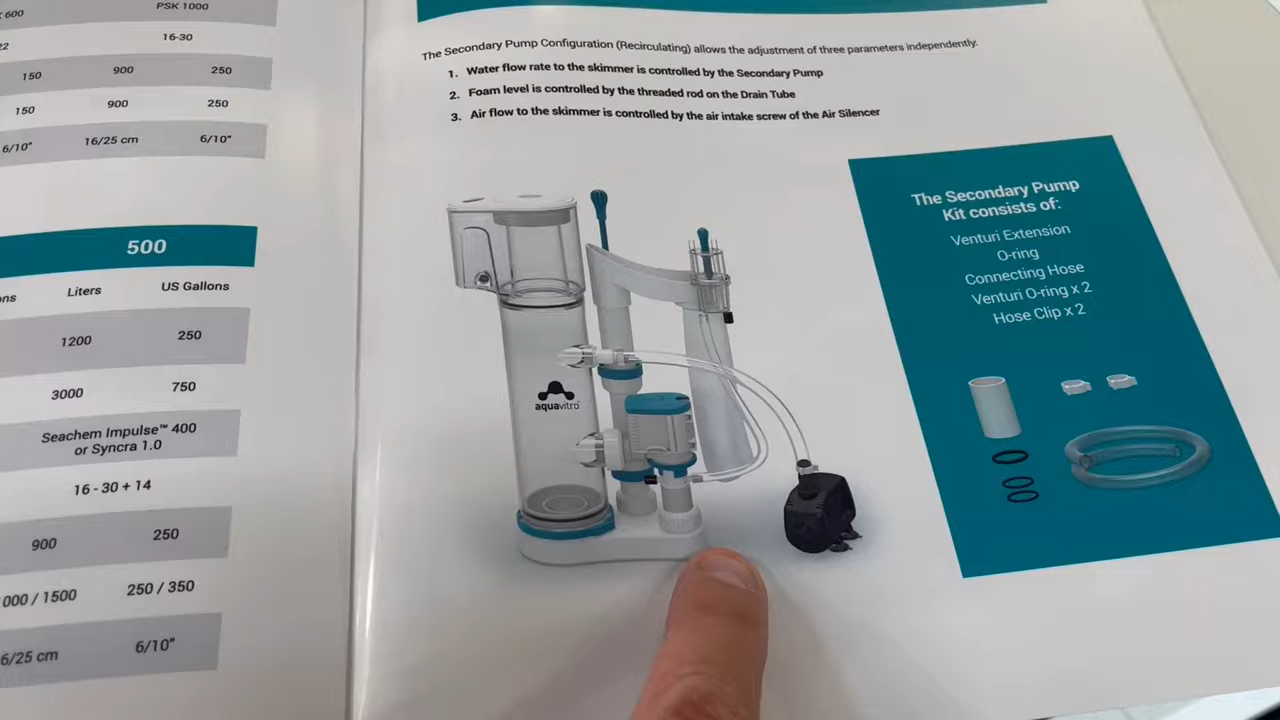 600
PSK 1000
16-30
150
900
250
150
900
250
6/10"
16/25 cm
6/10"
500
Liters
US Gallons
1200
250
3000
750
Seachem Impulse™ 400
or Syncra 1.0
16 - 30 + 14
900
250
000 / 1500
250 / 350
6/25 cm
6/10"
The Secondary Pump Configuration (Recirculating) allows the adjustment of three parameters independently:
1. Water flow rate to the skimmer is controlled by the Secondary Pump
2. Foam level is controlled by the threaded rod on the Drain Tube
3. Air flow to the skimmer is controlled by the air intake screw of the Air Silencer
aquavitro
The Secondary Pump
Kit consists of:
Venturi Extension
O-ring
Connecting Hose
Venturi O-ring x 2
Hose Clip x 2